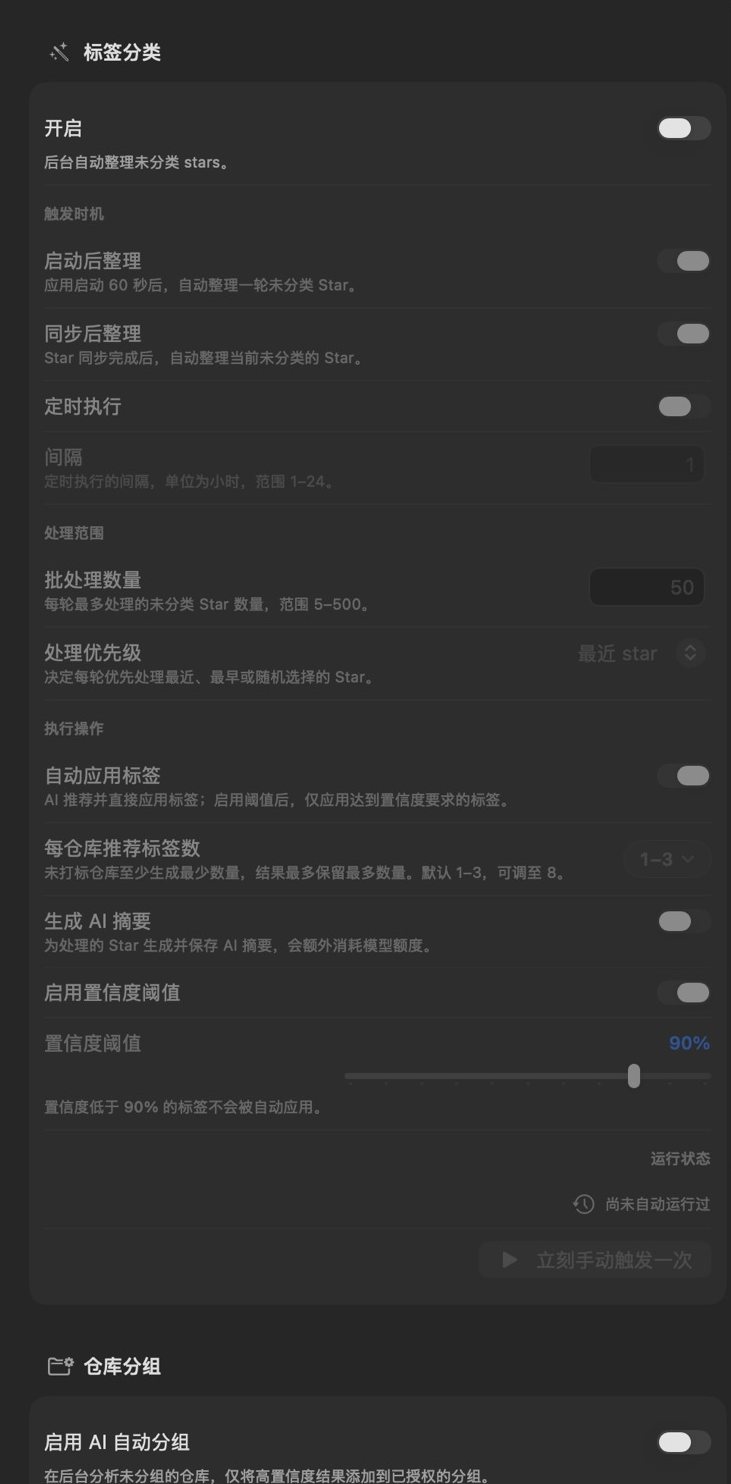 标签分类
开启
后台自动整理未分类 stars。
触发时机
启动后整理
应用启动 60 秒后，自动整理一轮未分类 Star。
同步后整理
Star 同步完成后，自动整理当前未分类的 Star。
定时执行
间隔
1
定时执行的间隔，单位为小时，范围 1–24。
处理范围
批处理数量
50
每轮最多处理的未分类 Star 数量，范围 5–500。
处理优先级
最近 star
决定每轮优先处理最近、最早或随机选择的 Star。
执行操作
自动应用标签
AI 推荐并直接应用标签；启用阈值后，仅应用达到置信度要求的标签。
每仓库推荐标签数
1–3
未打标仓库至少生成最少数量，结果最多保留最多数量。默认 1–3，可调至 8。
生成 AI 摘要
为处理的 Star 生成并保存 AI 摘要，会额外消耗模型额度。
启用置信度阈值
置信度阈值
90%
置信度低于 90% 的标签不会被自动应用。
运行状态
尚未自动运行过
立刻手动触发一次
仓库分组
启用 AI 自动分组
在后台分析未分组的仓库，仅将高置信度结果添加到已授权的分组。